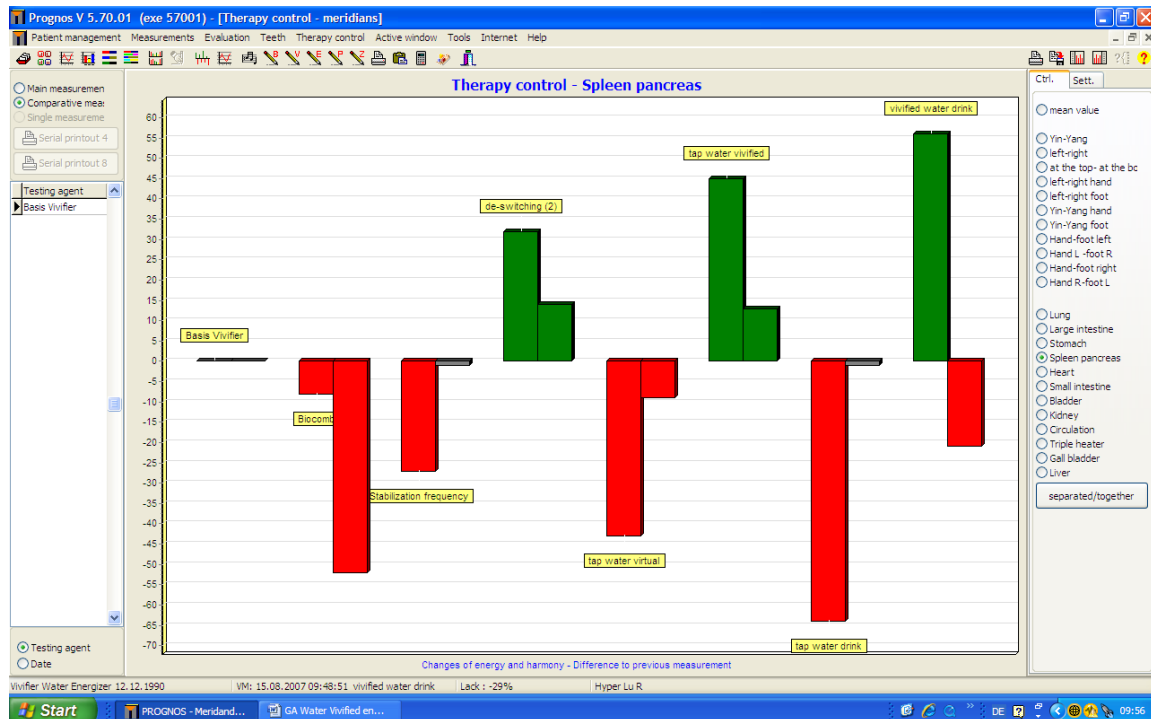 Prognos V 5.70.01 (exe 57001) - [Therapy control - meridians]
Patient management Measurements Evaluation Teeth Therapy control Active window Tools Internet Help
B V E P Z
Main measuremen
Comparative mea:
Single measureme
Serial printout 4
Serial printout 8
Testing agent
Basis Vivifier
Testing agent
Date
Therapy control - Spleen pancreas
60
55
50
45
40
35
30
25
20
15
10
5
0
-5
-10
-15
-20
-25
-30
-35
-40
-45
-50
-55
-60
-65
-70
Basis Vivifier
Biocomb
Stabilization frequency
de-switching (2)
tap water virtual
tap water vivified
tap water drink
vivified water drink
Changes of energy and harmony - Difference to previous measurement
Ctrl. Sett.
mean value
Yin-Yang
left-right
at the top- at the bc
left-right hand
left-right foot
Yin-Yang hand
Yin-Yang foot
Hand-foot left
Hand L -foot R
Hand-foot right
Hand R-foot L
Lung
Large intestine
Stomach
Spleen pancreas
Heart
Small intestine
Bladder
Kidney
Circulation
Triple heater
Gall bladder
Liver
separated/together
Vivifier Water Energizer 12.12.1990 VM: 15.08.2007 09:48:51 vivified water drink Lack : -29% Hyper Lu R
Start PROGNOS - Meridand... GA Water Vivified en... DE 09:56